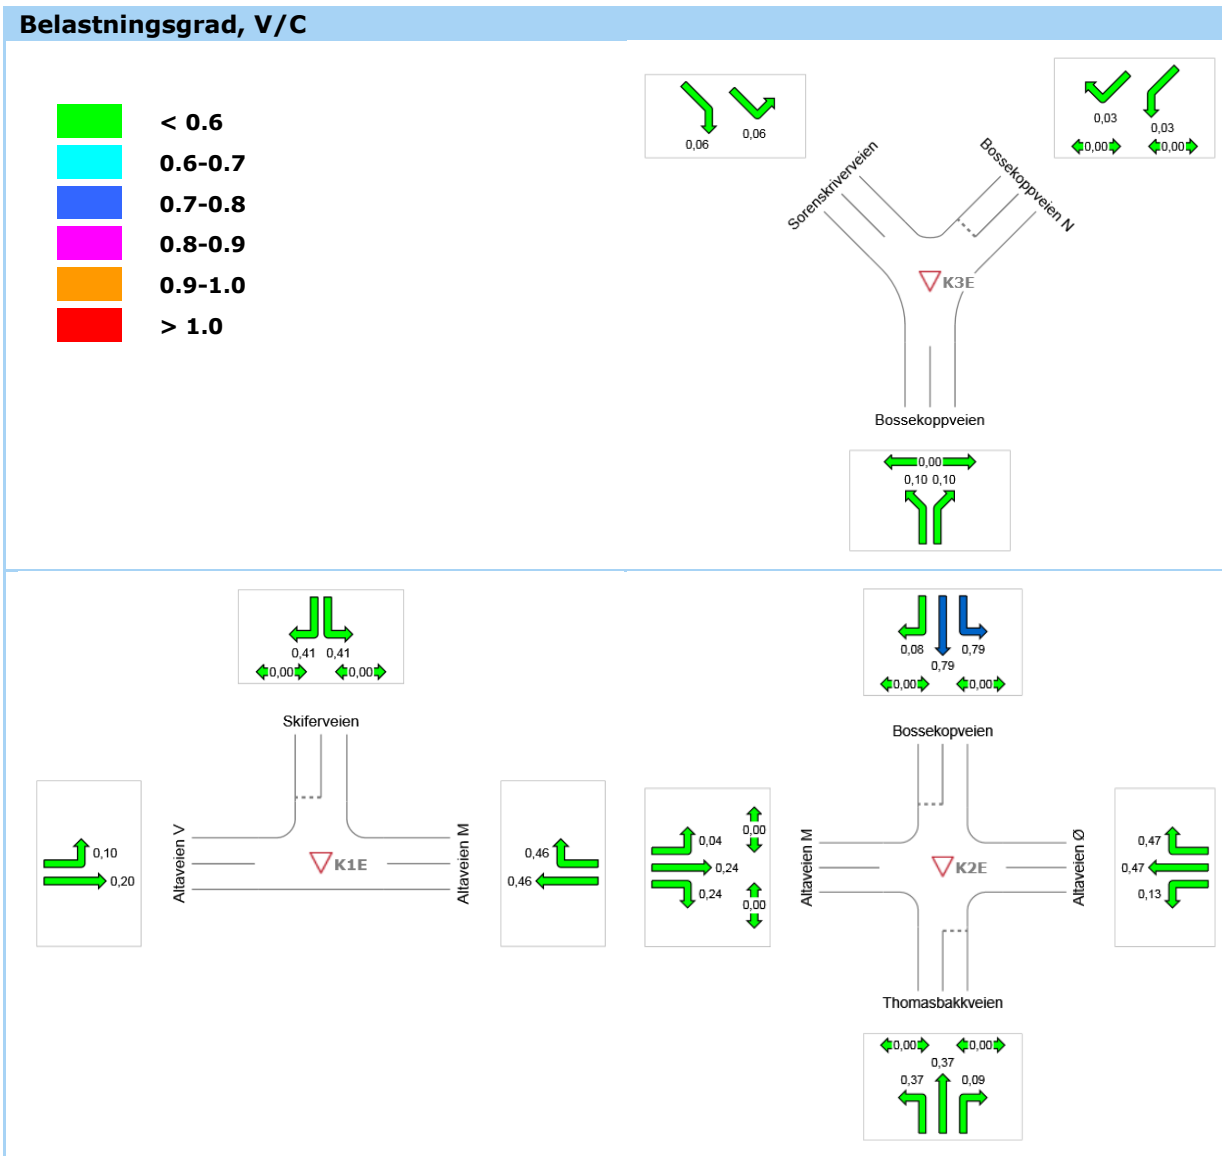 Belastningsgrad, V/C
< 0.6
0.6-0.7
0.7-0.8
0.8-0.9
0.9-1.0
> 1.0
0,06
0,06
0,03
0,03
0,00
0,00
Sorenskriverveien
Bossekoppveien N
K3E
Bossekoppveien
0,00
0,10 0,10
0,41 0,41
0,00
0,00
Skiferveien
0,10
0,20
Altaveien V
K1E
Altaveien M
0,46
0,46
0,08
0,79
0,79
0,00
0,00
Bossekopveien
0,04
0,24
0,24
0,00
0,00
Altaveien M
K2E
Altaveien Ø
0,47
0,47
0,13
Thomasbakkveien
0,00
0,00
0,37
0,37
0,09